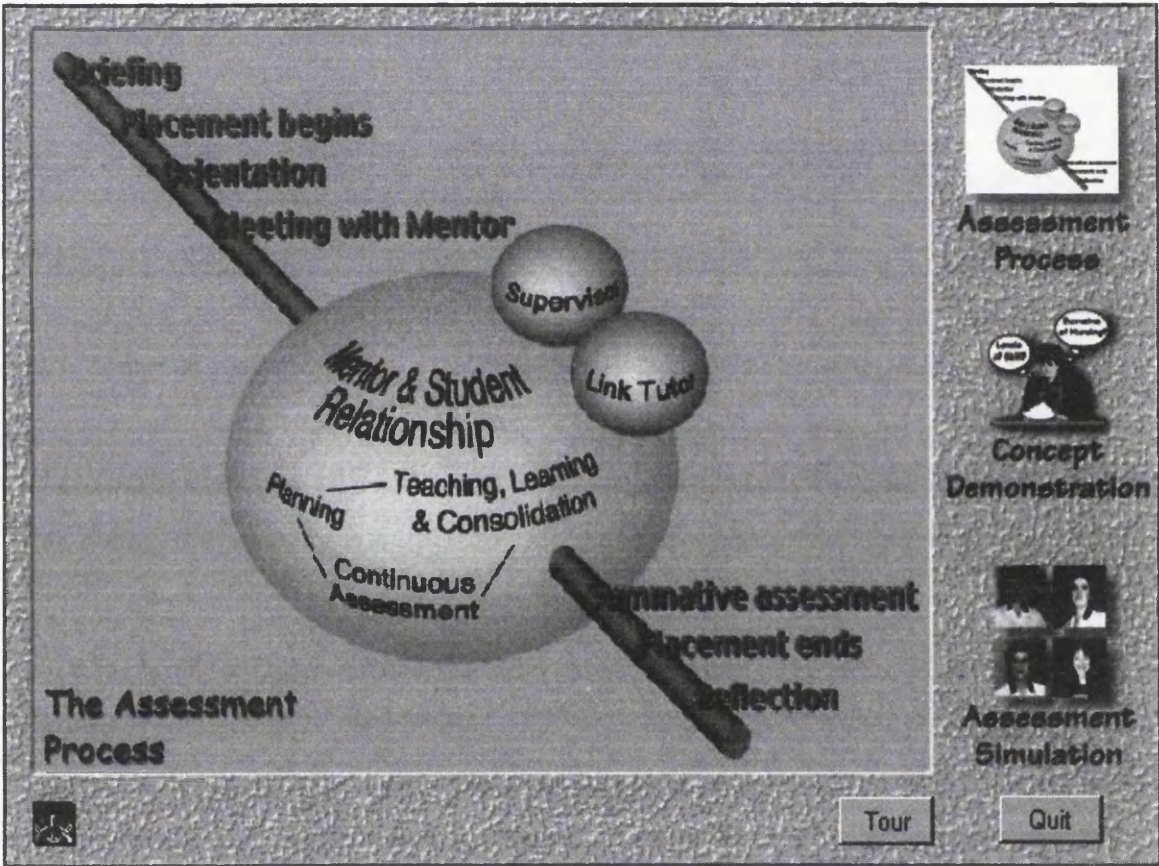 Briefing
Placement begins
Orientation
Meeting with Mentor
Supervisor
Link Tutor
Mentor & Student
Relationship
Planning
Teaching, Learning
& Consolidation
Continuous
Assessment
Summative assessment
Placement ends
Reflection
The Assessment
Process
Assessment
Process
Concept
Demonstration
Assessment
Simulation
Tour
Quit